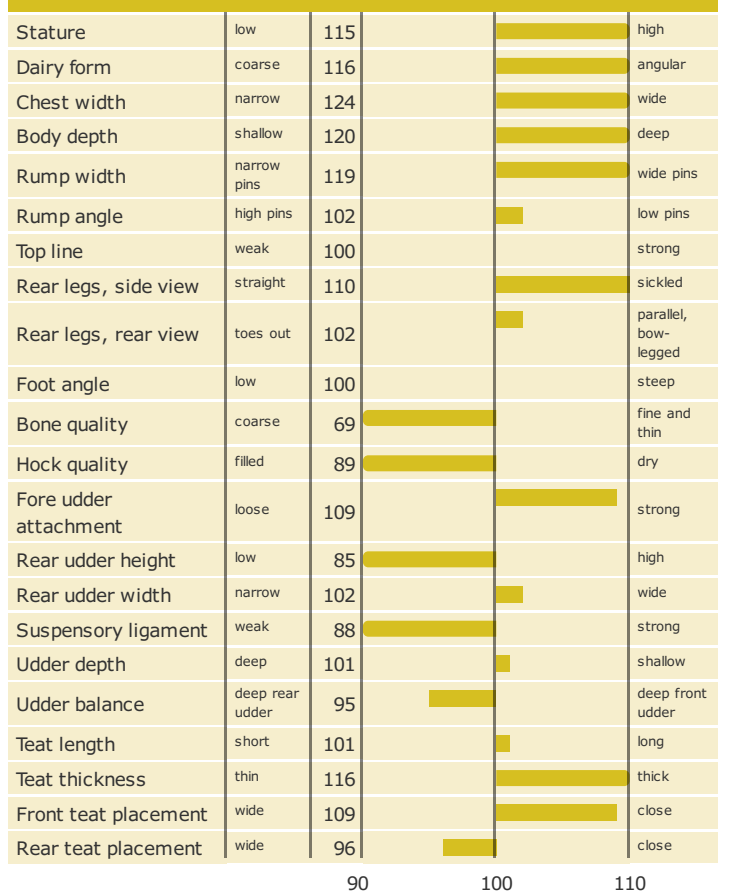 Stature low 115 high
Dairy form coarse 116 angular
Chest width narrow 124 wide
Body depth shallow 120 deep
Rump width narrow pins 119 wide pins
Rump angle high pins 102 low pins
Top line weak 100 strong
Rear legs, side view straight 110 sickled
Rear legs, rear view toes out 102 parallel, bow-legged
Foot angle low 100 steep
Bone quality coarse 69 fine and thin
Hock quality filled 89 dry
Fore udder attachment loose 109 strong
Rear udder height low 85 high
Rear udder width narrow 102 wide
Suspensory ligament weak 88 strong
Udder depth deep 101 shallow
Udder balance deep rear udder 95 deep front udder
Teat length short 101 long
Teat thickness thin 116 thick
Front teat placement wide 109 close
Rear teat placement wide 96 close
90 100 110